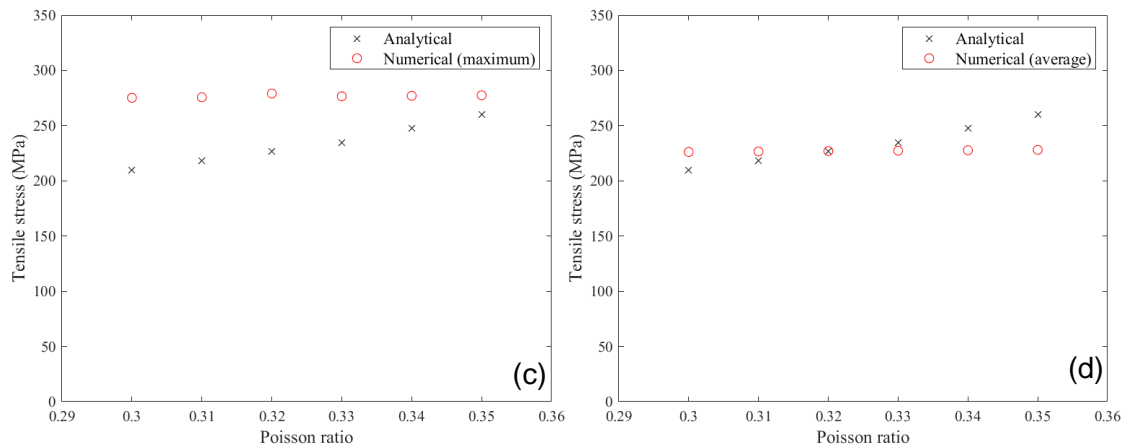 350
300
250
200
150
100
50
0
Tensile stress (MPa)
Analytical
Numerical (maximum)
(c)
0.29 0.3 0.31 0.32 0.33 0.34 0.35 0.36
Poisson ratio
350
300
250
200
150
100
50
0
Tensile stress (MPa)
Analytical
Numerical (average)
(d)
0.29 0.3 0.31 0.32 0.33 0.34 0.35 0.36
Poisson ratio